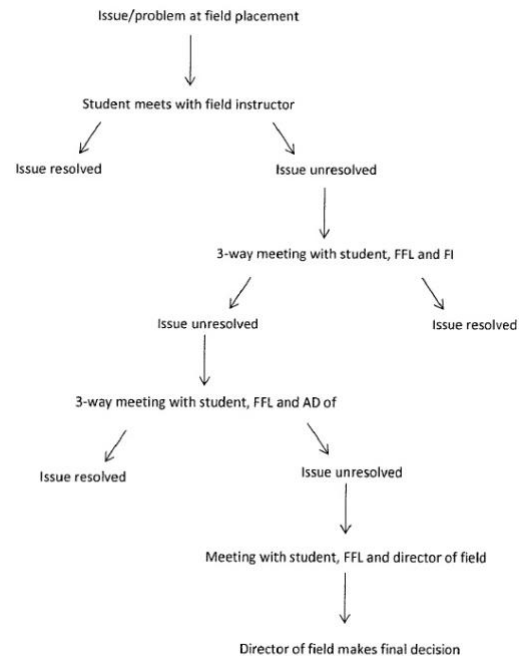 Issue/problem at field placement
Student meets with field instructor
Issue resolved
Issue unresolved
3-way meeting with student, FFL and FI
Issue unresolved
Issue resolved
3-way meeting with student, FFL and AD of
Issue resolved
Issue unresolved
Meeting with student, FFL and director of field
Director of field makes final decision